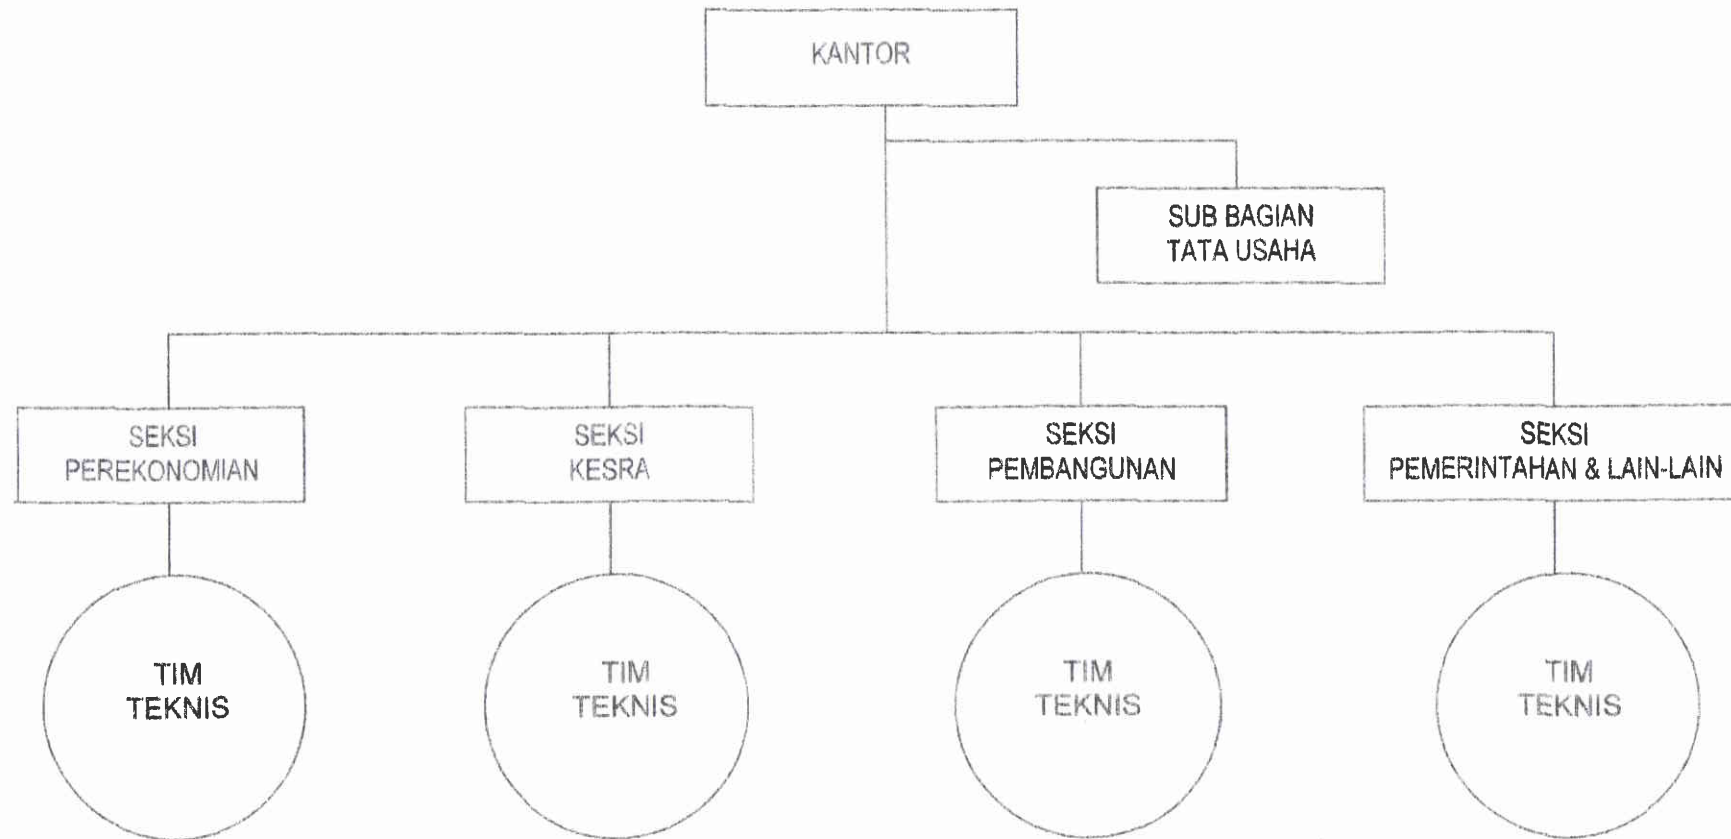 KANTOR
SUB BAGIAN
TATA USAHA
SEKSI
PEREKONOMIAN
SEKSI
KESRA
SEKSI
PEMBANGUNAN
SEKSI
PEMERINTAHAN & LAIN-LAIN
TIM
TEKNIS
TIM
TEKNIS
TIM
TEKNIS
TIM
TEKNIS